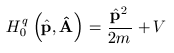 H_0^q (p̂, Â) = p̂² / 2m + V